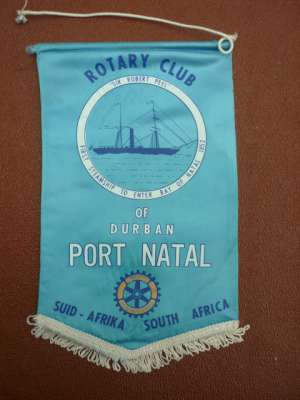 ROTARY CLUB
"SIR ROBERT PEEL"
FIRST STEAMSHIP TO ENTER BAY OF NATAL 1852
OF
DURBAN
PORT NATAL
SUID-AFRIKA SOUTH AFRICA